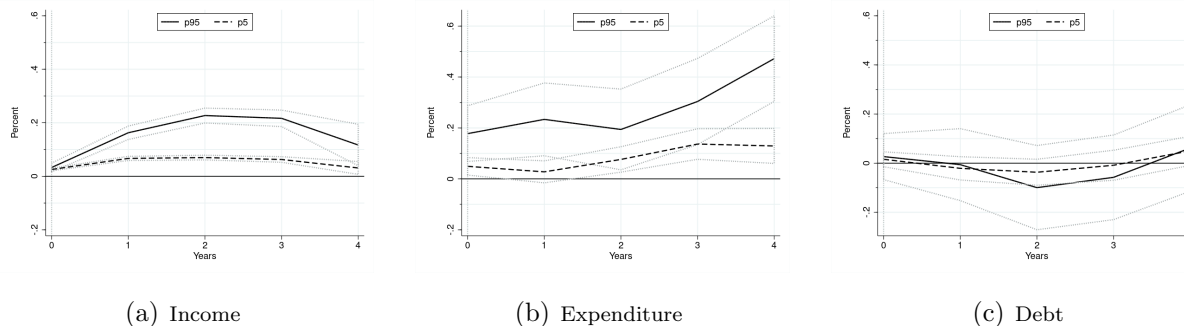 p95 p5
.6
.4
.2
0
-.2
Percent
0 1 2 3 4
Years
(a) Income
p95 p5
.6
.4
.2
0
-.2
Percent
0 1 2 3 4
Years
(b) Expenditure
p95 p5
.6
.4
.2
0
-.2
Percent
0 1 2 3
Years
(c) Debt